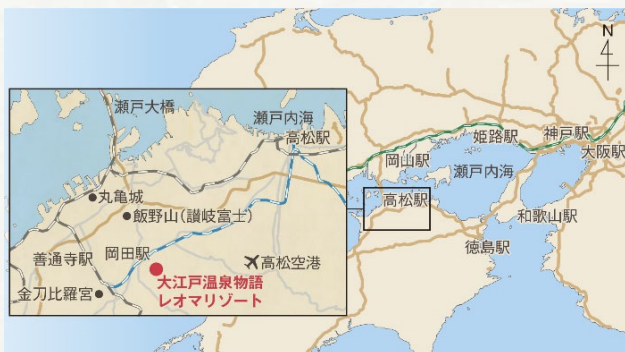 N
瀬戸大橋
瀬戸内海
高松駅
丸亀城
飯野山(讃岐富士)
岡田駅
善通寺駅
高松空港
大江戸温泉物語
レオマリゾート
金刀比羅宮
姫路駅
神戸駅
大阪駅
岡山駅
瀬戸内海
高松駅
和歌山駅
徳島駅